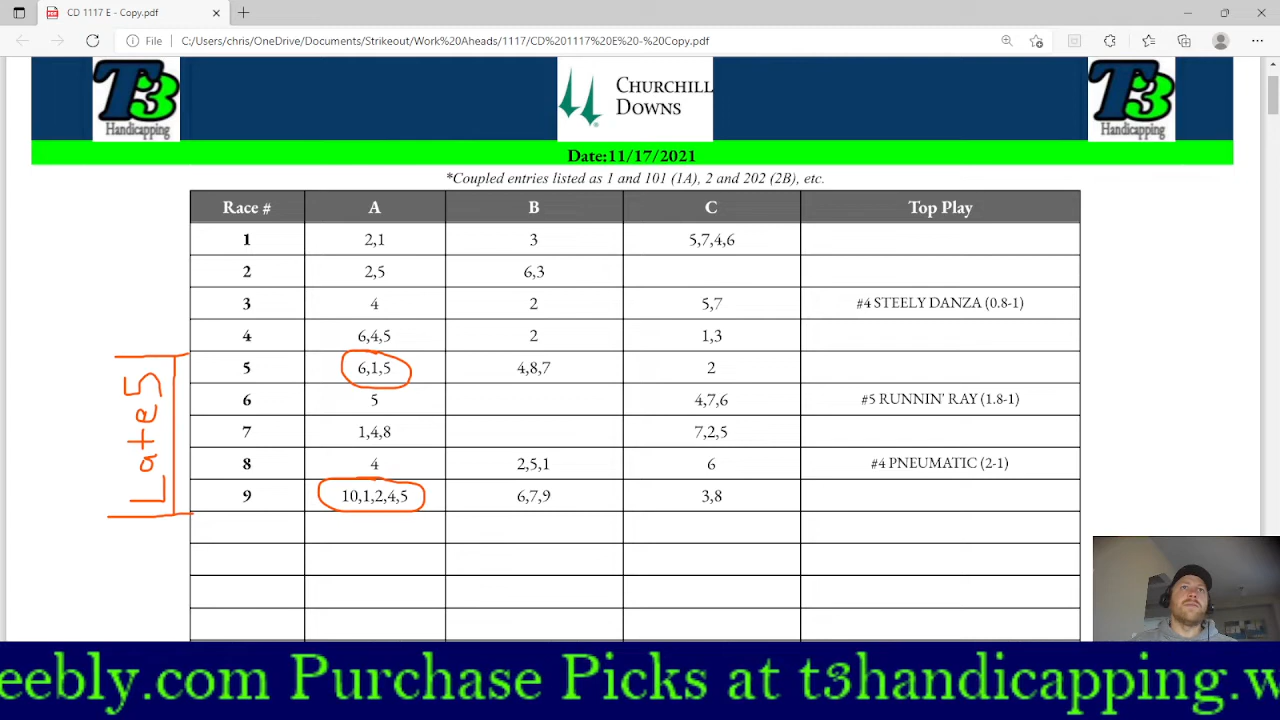 CD 1117 E - Copy.pdf
File C:/Users/chris/OneDrive/Documents/Strikeout/Work%20Aheads/1117/CD%201117%20E%20-%20Copy.pdf
T3 Handicapping
CHURCHILL DOWNS
T3 Handicapping
Date:11/17/2021
*Coupled entries listed as 1 and 101 (1A), 2 and 202 (2B), etc.
Race # A B C Top Play
1 2,1 3 5,7,4,6
2 2,5 6,3
3 4 2 5,7 #4 STEELY DANZA (0.8-1)
4 6,4,5 2 1,3
5 6,1,5 4,8,7 2
6 5 4,7,6 #5 RUNNIN' RAY (1.8-1)
7 1,4,8 7,2,5
8 4 2,5,1 6 #4 PNEUMATIC (2-1)
9 10,1,2,4,5 6,7,9 3,8
Late 5
eebly.com Purchase Picks at t3handicapping.w